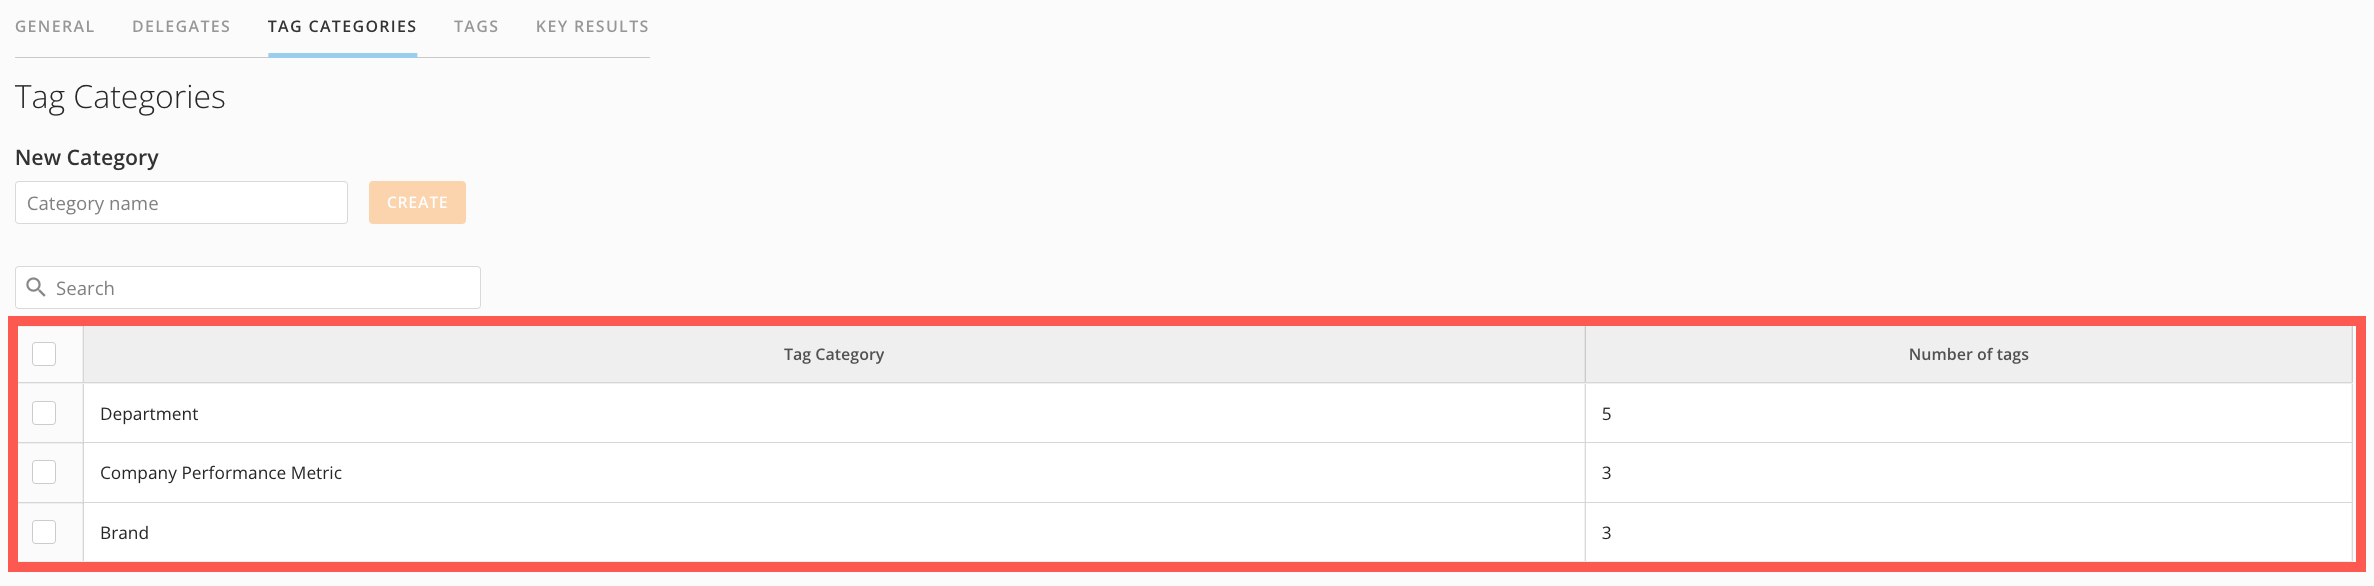 GENERAL DELEGATES TAG CATEGORIES TAGS KEY RESULTS
Tag Categories
New Category
Category name CREATE
Search
Tag Category Number of tags
Department 5
Company Performance Metric 3
Brand 3